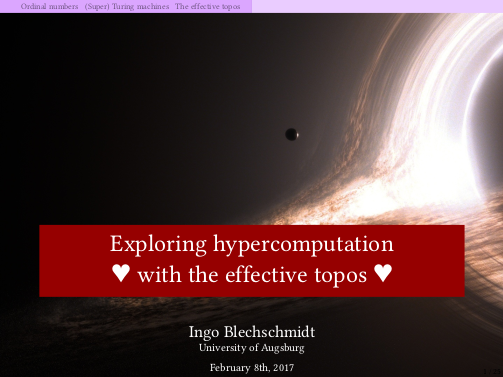 Ordinal numbers (Super) Turing machines The effective topos
Exploring hypercomputation
♥ with the effective topos ♥
Ingo Blechschmidt
University of Augsburg
February 8th, 2017